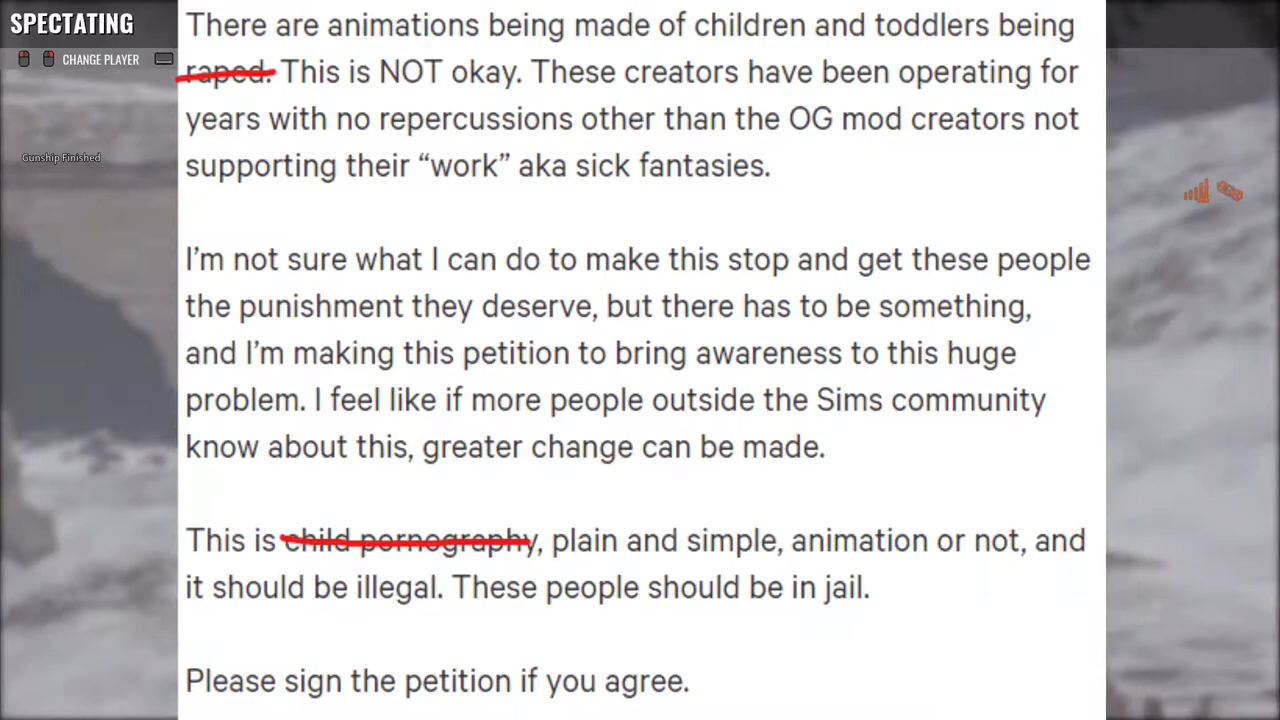 SPECTATING
CHANGE PLAYER
Gunship Finished
There are animations being made of children and toddlers being
raped. This is NOT okay. These creators have been operating for
years with no repercussions other than the OG mod creators not
supporting their “work” aka sick fantasies.
I’m not sure what I can do to make this stop and get these people
the punishment they deserve, but there has to be something,
and I’m making this petition to bring awareness to this huge
problem. I feel like if more people outside the Sims community
know about this, greater change can be made.
This is child pornography, plain and simple, animation or not, and
it should be illegal. These people should be in jail.
Please sign the petition if you agree.